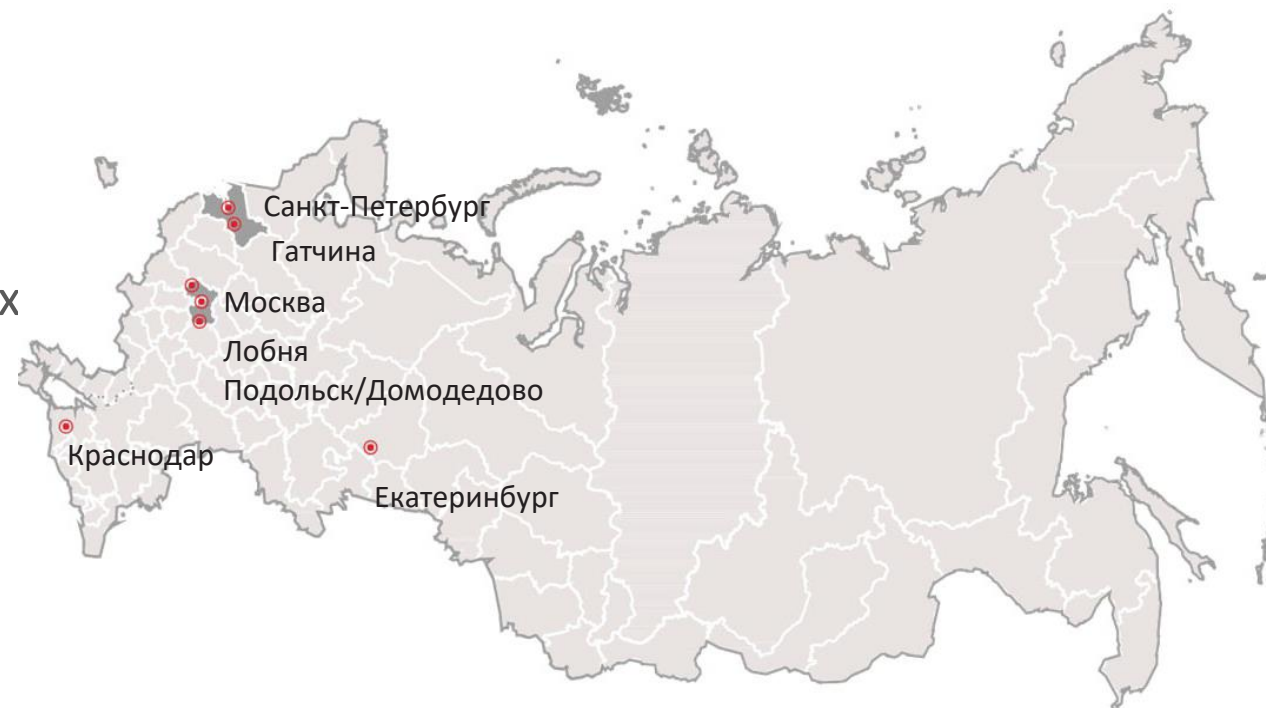 Санкт-Петербург
Гатчина
х
Москва
Лобня
Подольск/Домодедово
Краснодар
Екатеринбург